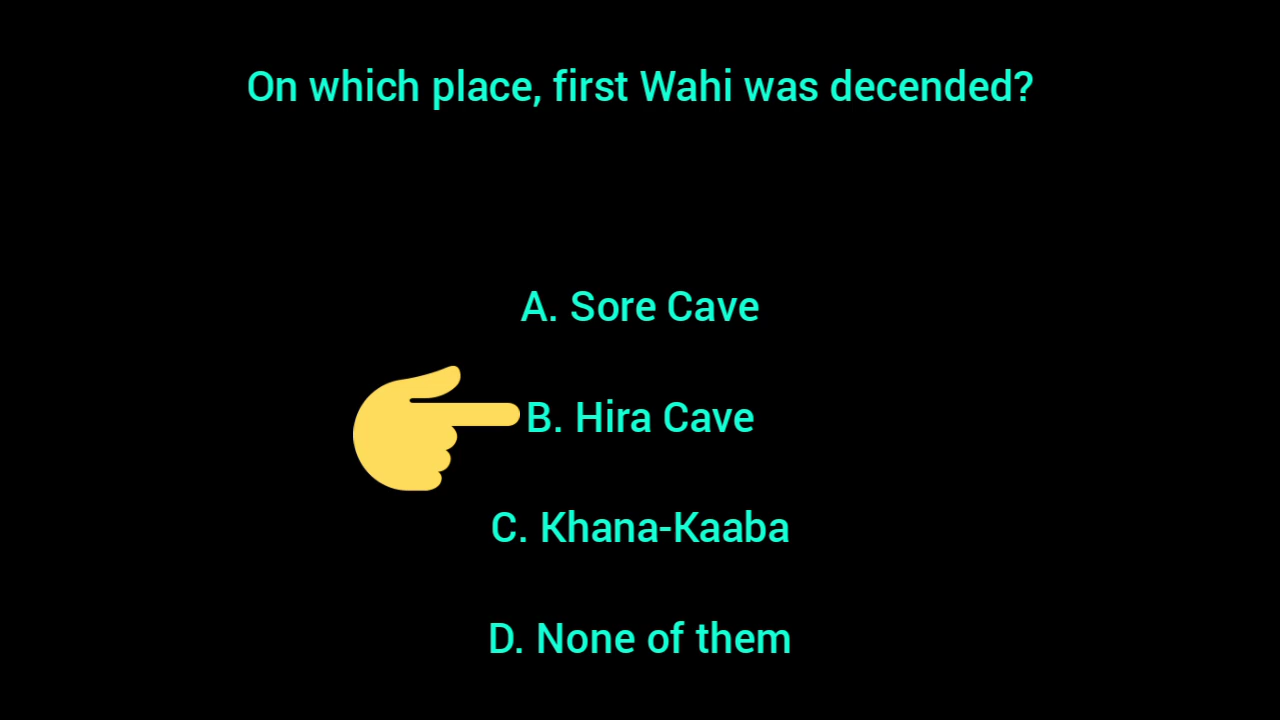 On which place, first Wahi was decended?
A. Sore Cave
B. Hira Cave
C. Khana-Kaaba
D. None of them